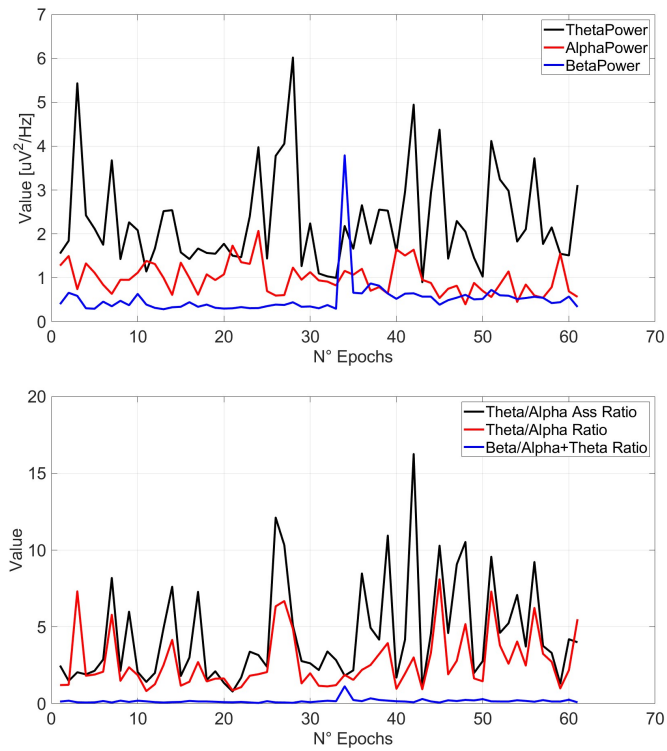 7
6
5
4
3
2
1
0
Value [uV²/Hz]
ThetaPower
AlphaPower
BetaPower
0 10 20 30 40 50 60 70
N° Epochs
20
15
10
5
0
Value
Theta/Alpha Ass Ratio
Theta/Alpha Ratio
Beta/Alpha+Theta Ratio
0 10 20 30 40 50 60 70
N° Epochs